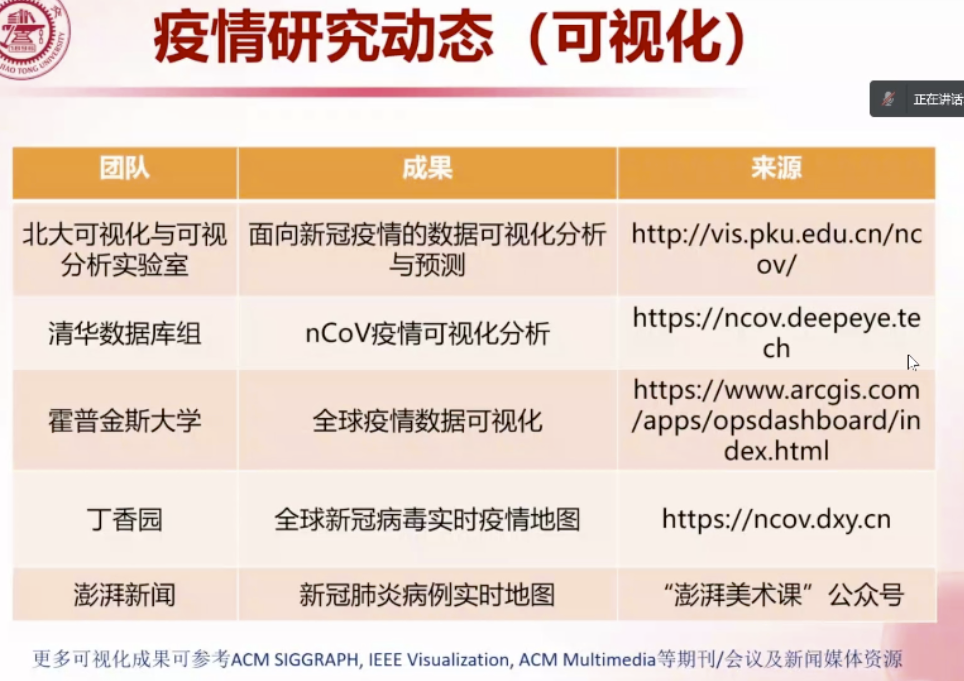 疫情研究动态（可视化）
JIAO TONG UNIVERSITY
正在讲话
团队 成果 来源
北大可视化与可视 面向新冠疫情的数据可视化分析 http://vis.pku.edu.cn/nc
分析实验室 与预测 ov/
清华数据库组 nCoV疫情可视化分析 https://ncov.deepeye.te
ch
霍普金斯大学 全球疫情数据可视化 https://www.arcgis.com
/apps/opsdashboard/in
dex.html
丁香园 全球新冠病毒实时疫情地图 https://ncov.dxy.cn
澎湃新闻 新冠肺炎病例实时地图 “澎湃美术课”公众号
更多可视化成果可参考ACM SIGGRAPH, IEEE Visualization, ACM Multimedia等期刊/会议及新闻媒体资源